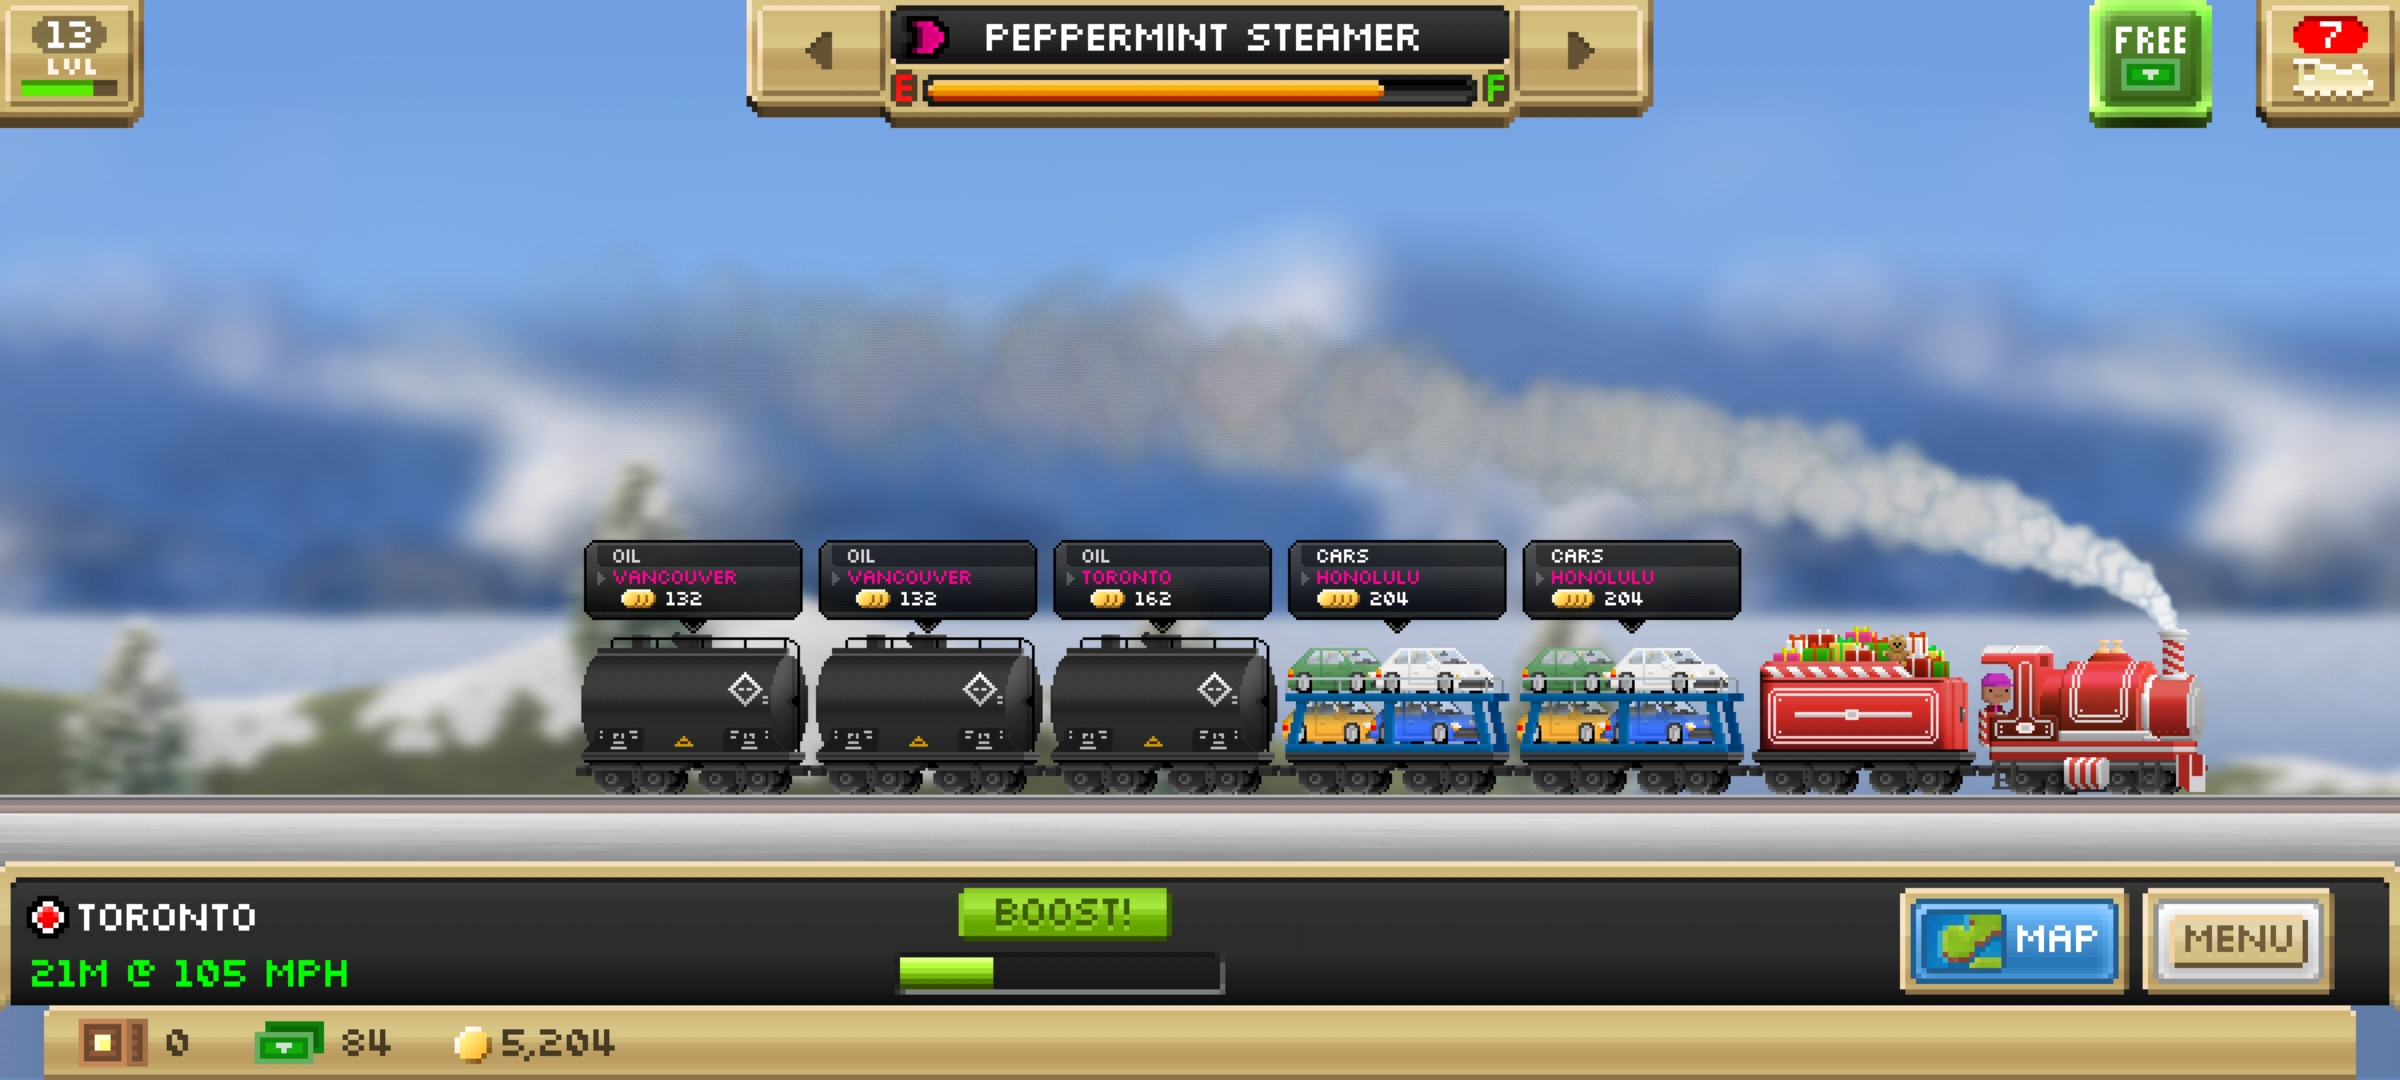 13
LVL
PEPPERMINT STEAMER
E F
FREE
7
OIL
VANCOUVER
132
OIL
VANCOUVER
132
OIL
TORONTO
162
CARS
HONOLULU
204
CARS
HONOLULU
204
TORONTO
21M @ 105 MPH
BOOST!
MAP
MENU
0
84
5,204